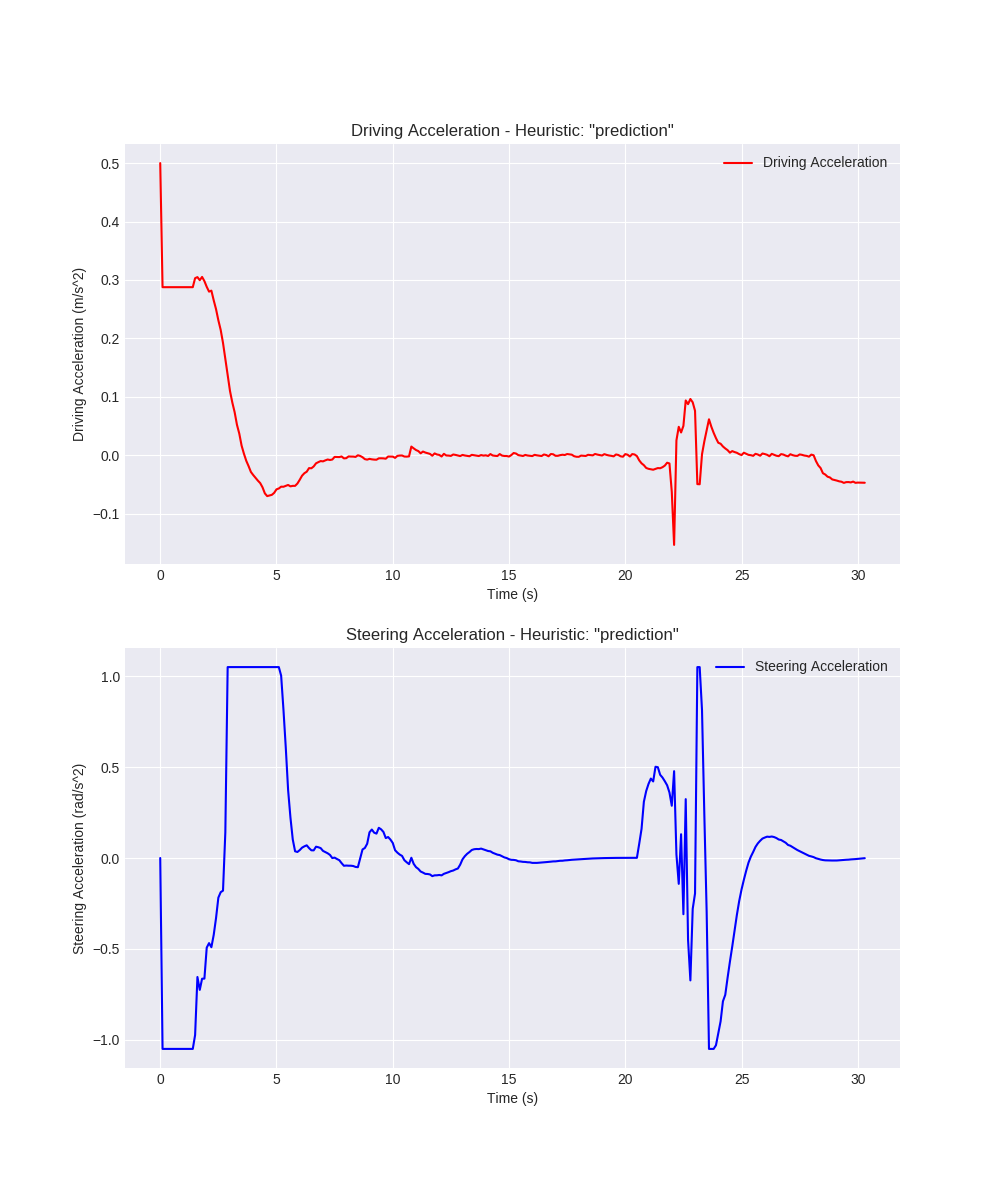 Driving Acceleration - Heuristic: "prediction"
Driving Acceleration
Driving Acceleration (m/s^2)
0.5
0.4
0.3
0.2
0.1
0.0
−0.1
0 5 10 15 20 25 30
Time (s)
Steering Acceleration - Heuristic: "prediction"
Steering Acceleration
Steering Acceleration (rad/s^2)
1.0
0.5
0.0
−0.5
−1.0
0 5 10 15 20 25 30
Time (s)